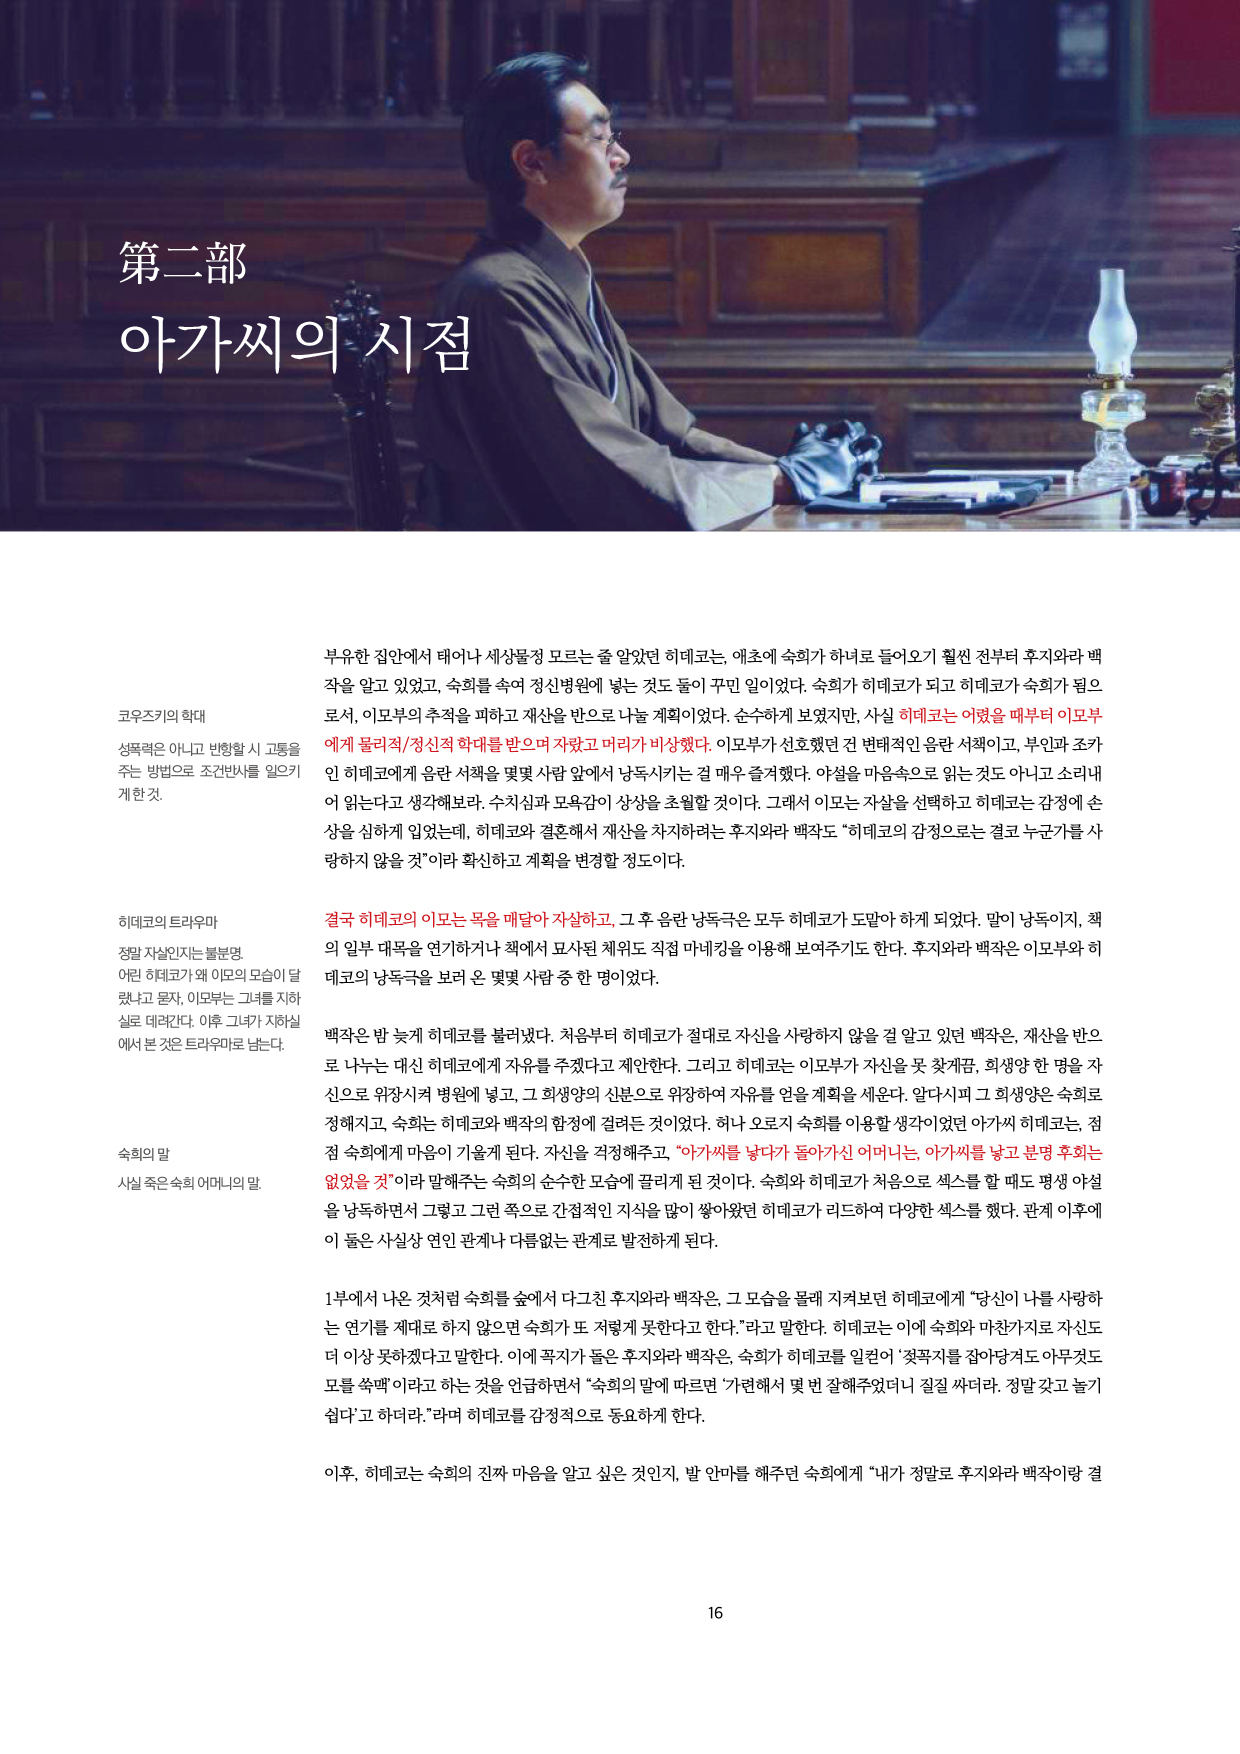 第二部
아가씨의 시점
부유한 집안에서 태어나 세상물정 모르는 줄 알았던 히데코는, 애초에 숙희가 하녀로 들어오기 훨씬 전부터 후지와라 백
작을 알고 있었고, 숙희를 속여 정신병원에 넣는 것도 둘이 꾸민 일이었다. 숙희가 히데코가 되고 히데코가 숙희가 됨으
로서, 이모부의 추적을 피하고 재산을 반으로 나눌 계획이었다. 순수하게 보였지만, 사실 히데코는 어렸을 때부터 이모부
에게 물리적/정신적 학대를 받으며 자랐고 머리가 비상했다. 이모부가 선호했던 건 변태적인 음란 서책이고, 부인과 조카
인 히데코에게 음란 서책을 몇몇 사람 앞에서 낭독시키는 걸 매우 즐겨했다. 야설을 마음속으로 읽는 것도 아니고 소리내
어 읽는다고 생각해보라. 수치심과 모욕감이 상상을 초월할 것이다. 그래서 이모는 자살을 선택하고 히데코는 감정에 손
상을 심하게 입었는데, 히데코와 결혼해서 재산을 차지하려는 후지와라 백작도 “히데코의 감정으로는 결코 누군가를 사
랑하지 않을 것”이라 확신하고 계획을 변경할 정도이다.
코우즈키의 학대
성폭력은 아니고 반항할 시 고통을
주는 방법으로 조건반사를 일으키
게 한 것.
결국 히데코의 이모는 목을 매달아 자살하고, 그 후 음란 낭독극은 모두 히데코가 도맡아 하게 되었다. 말이 낭독이지, 책
의 일부 대목을 연기하거나 책에서 묘사된 체위도 직접 마네킹을 이용해 보여주기도 한다. 후지와라 백작은 이모부와 히
데코의 낭독극을 보러 온 몇몇 사람 중 한 명이었다.
히데코의 트라우마
정말 자살인지는 불분명.
어린 히데코가 왜 이모의 모습이 달
랐냐고 묻자, 이모부는 그녀를 지하
실로 데려간다. 이후 그녀가 지하실
에서 본 것은 트라우마로 남는다.
백작은 밤 늦게 히데코를 불러냈다. 처음부터 히데코가 절대로 자신을 사랑하지 않을 걸 알고 있던 백작은, 재산을 반으
로 나누는 대신 히데코에게 자유를 주겠다고 제안한다. 그리고 히데코는 이모부가 자신을 못 찾게끔, 희생양 한 명을 자
신으로 위장시켜 병원에 넣고, 그 희생양의 신분으로 위장하여 자유를 얻을 계획을 세운다. 알다시피 그 희생양은 숙희로
정해지고, 숙희는 히데코와 백작의 함정에 걸려든 것이었다. 허나 오로지 숙희를 이용할 생각이었던 아가씨 히데코는, 점
점 숙희에게 마음이 기울게 된다. 자신을 걱정해주고, “아가씨를 낳다가 돌아가신 어머니는, 아가씨를 낳고 분명 후회는
없었을 것”이라 말해주는 숙희의 순수한 모습에 끌리게 된 것이다. 숙희와 히데코가 처음으로 섹스를 할 때도 평생 야설
을 낭독하면서 그렇고 그런 쪽으로 간접적인 지식을 많이 쌓아왔던 히데코가 리드하여 다양한 섹스를 했다. 관계 이후에
이 둘은 사실상 연인 관계나 다름없는 관계로 발전하게 된다.
숙희의 말
사실 죽은 숙희 어머니의 말.
1부에서 나온 것처럼 숙희를 숲에서 다그친 후지와라 백작은, 그 모습을 몰래 지켜보던 히데코에게 “당신이 나를 사랑하
는 연기를 제대로 하지 않으면 숙희가 또 저렇게 못한다고 한다.”라고 말한다. 히데코는 이에 숙희와 마찬가지로 자신도
더 이상 못하겠다고 말한다. 이에 꼭지가 돌은 후지와라 백작은, 숙희가 히데코를 일컫어 ‘젖꼭지를 잡아당겨도 아무것도
모를 쑥맥’이라고 하는 것을 언급하면서 “숙희의 말에 따르면 ‘가련해서 몇 번 잘해주었더니 질질 싸더라. 정말 갖고 놀기
쉽다’고 하더라.”라며 히데코를 감정적으로 동요하게 한다.
이후, 히데코는 숙희의 진짜 마음을 알고 싶은 것인지, 발 안마를 해주던 숙희에게 “내가 정말로 후지와라 백작이랑 결
16